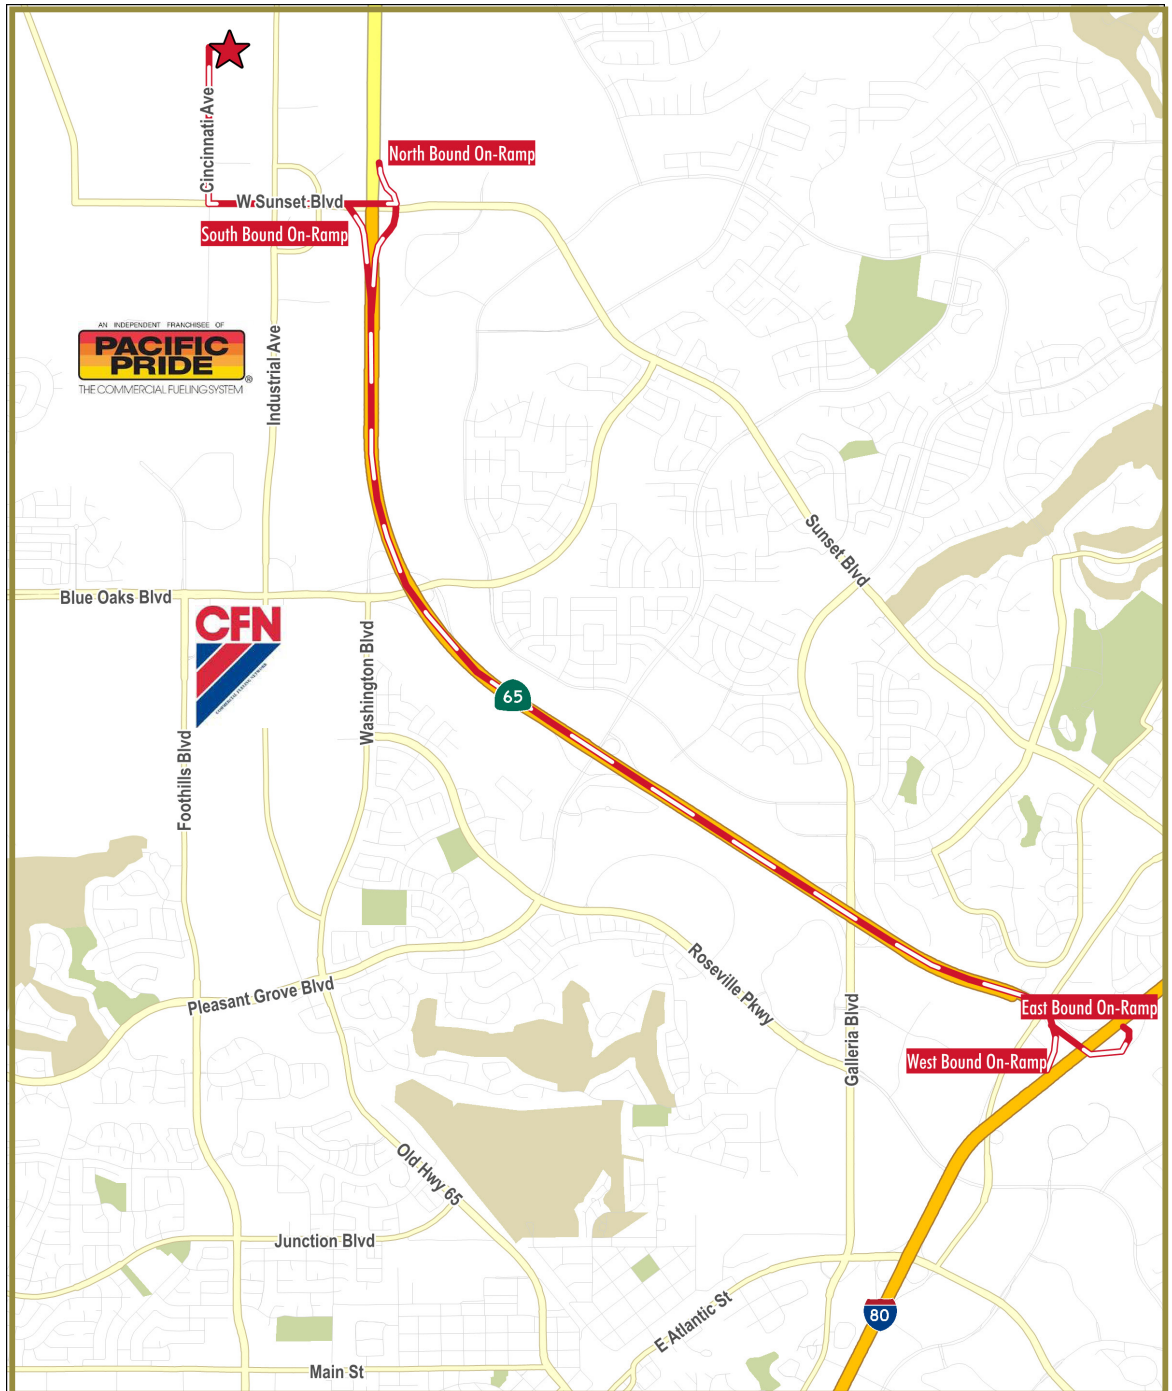 Cincinnati Ave
North Bound On-Ramp
W Sunset Blvd
South Bound On-Ramp
AN INDEPENDENT FRANCHISEE OF
PACIFIC
PRIDE
®
THE COMMERCIAL FUELING SYSTEM
Industrial Ave
Sunset Blvd
Blue Oaks Blvd
CFN
COMMERCIAL FUELING NETWORK
Washington Blvd
65
Foothills Blvd
Roseville Pkwy
Pleasant Grove Blvd
Galleria Blvd
East Bound On-Ramp
West Bound On-Ramp
Old Hwy 65
Junction Blvd
E Atlantic St
80
Main St